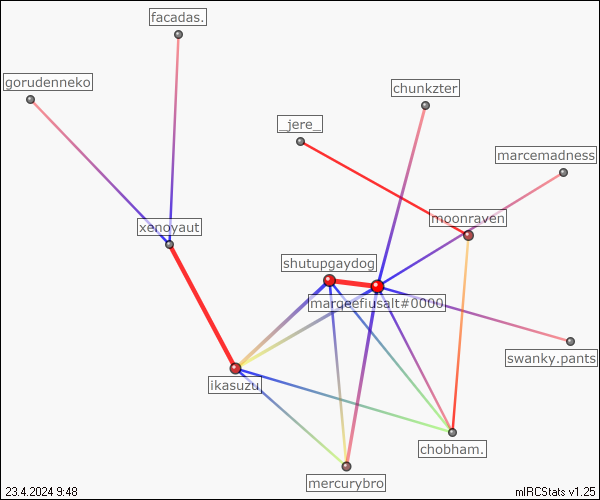 facadas.
gorudenneko
chunkzter
_jere_
marcemadness
moonraven
xenoyaut
shutupgaydog
marqeefiusalt#0000
swanky.pants
ikasuzu
chobham.
mercurybro
23.4.2024 9:48
mIRCStats v1.25